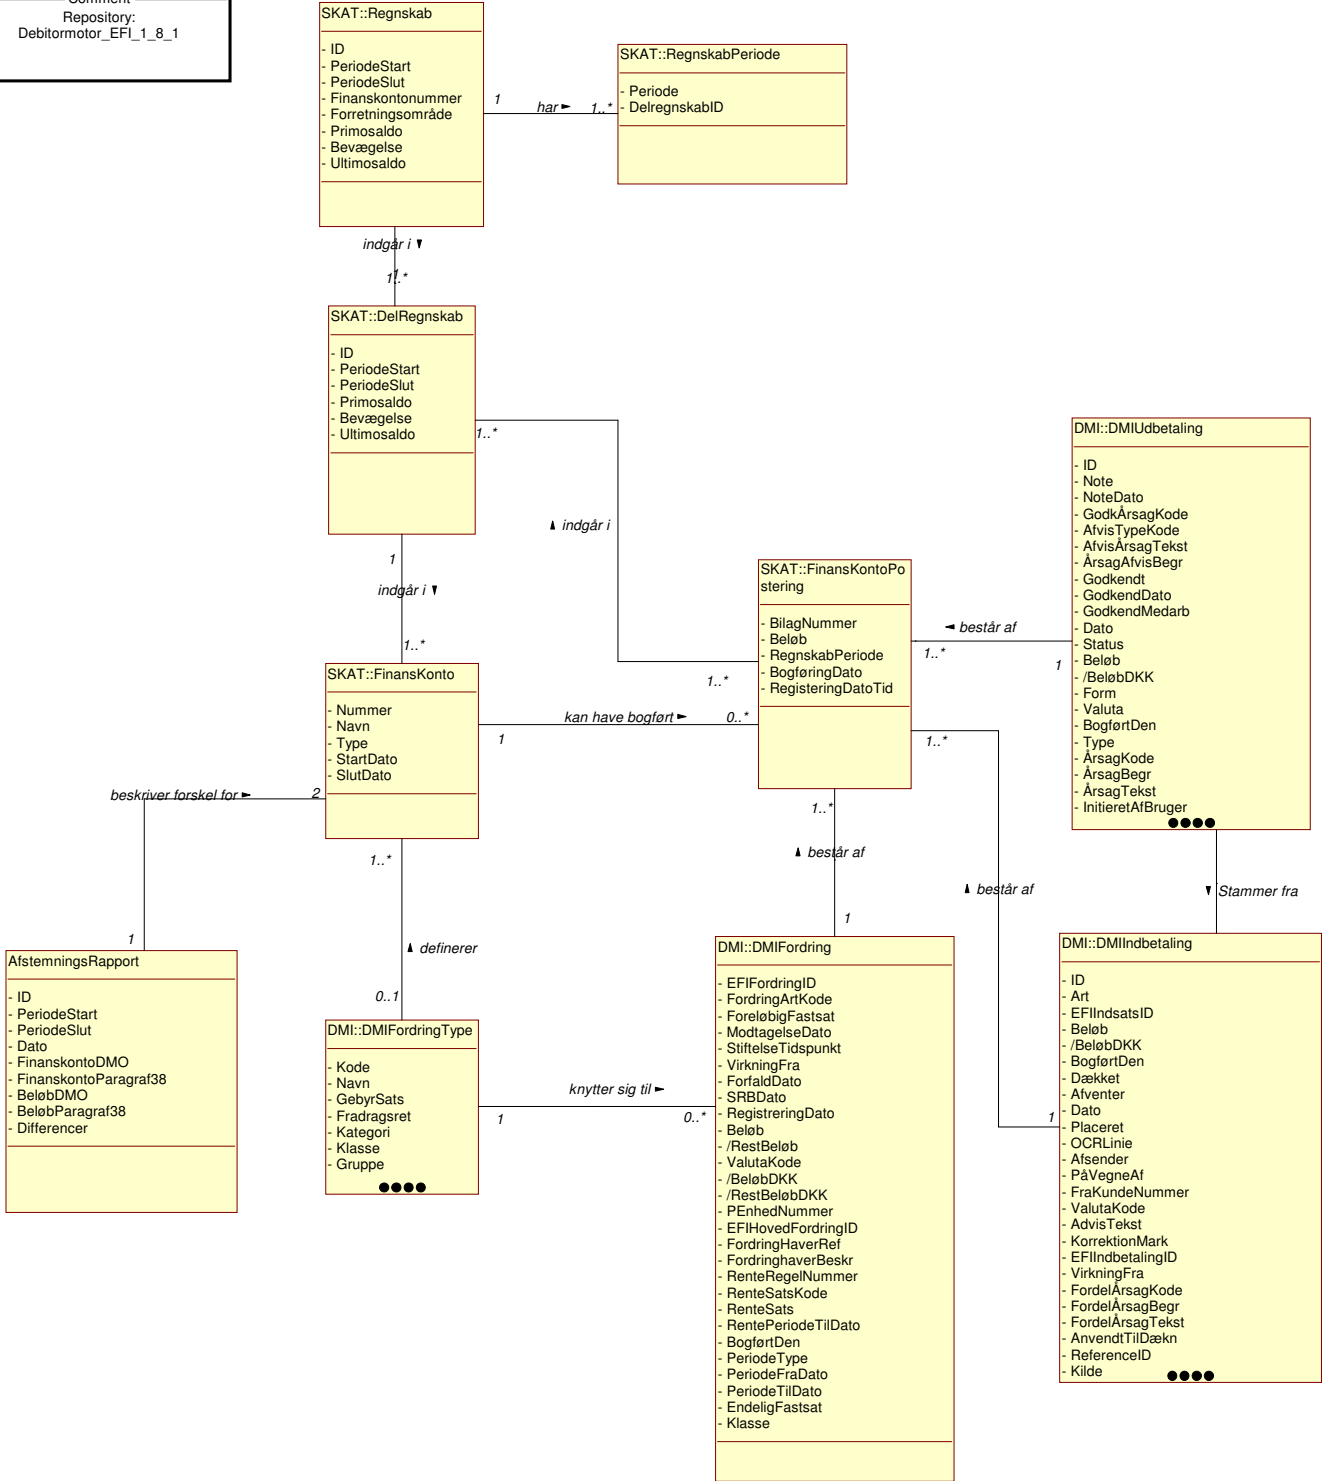 Comment
Repository:
Debitormotor_EFI_1_8_1
SKAT::Regnskab
- ID
- PeriodeStart
- PeriodeSlut
- Finanskontonummer
- Forretningsområde
- Primosaldo
- Bevægelse
- Ultimosaldo
1
har
1..*
SKAT::RegnskabPeriode
- Periode
- DelregnskabID
indgår i
1
1..*
SKAT::DelRegnskab
- ID
- PeriodeStart
- PeriodeSlut
- Primosaldo
- Bevægelse
- Ultimosaldo
1..*
indgår i
1..*
1
indgår i
1..*
SKAT::FinansKonto
- Nummer
- Navn
- Type
- StartDato
- SlutDato
1
kan have bogført
0..*
SKAT::FinansKontoPo
stering
- BilagNummer
- Beløb
- RegnskabPeriode
- BogføringDato
- RegisteringDatoTid
består af
1..*
1
DMI::DMIUdbetaling
- ID
- Note
- NoteDato
- GodkÅrsagKode
- AfvisTypeKode
- AfvisÅrsagTekst
- ÅrsagAfvisBegr
- Godkendt
- GodkendDato
- GodkendMedarb
- Dato
- Status
- Beløb
- /BeløbDKK
- Form
- Valuta
- BogførtDen
- Type
- ÅrsagKode
- ÅrsagBegr
- ÅrsagTekst
- InitieretAfBruger
Stammer fra
beskriver forskel for
2
1
AfstemningsRapport
- ID
- PeriodeStart
- PeriodeSlut
- Dato
- FinanskontoDMO
- FinanskontoParagraf38
- BeløbDMO
- BeløbParagraf38
- Differencer
1..*
definerer
0..1
DMI::DMIFordringType
- Kode
- Navn
- GebyrSats
- Fradragsret
- Kategori
- Klasse
- Gruppe
1
knytter sig til
0..*
1..*
består af
1
DMI::DMIFordring
- EFIFordringID
- FordringArtKode
- ForeløbigFastsat
- ModtagelseDato
- StiftelseTidspunkt
- VirkningFra
- ForfaldDato
- SRBDato
- RegistreringDato
- Beløb
- /RestBeløb
- ValutaKode
- /BeløbDKK
- /RestBeløbDKK
- PEnhedNummer
- EFIHovedFordringID
- FordringHaverRef
- FordringhaverBeskr
- RenteRegelNummer
- RenteSatsKode
- RenteSats
- RentePeriodeTilDato
- BogførtDen
- PeriodeType
- PeriodeFraDato
- PeriodeTilDato
- EndeligFastsat
- Klasse
1..*
består af
1
DMI::DMIIndbetaling
- ID
- Art
- EFIIndsatsID
- Beløb
- /BeløbDKK
- BogførtDen
- Dækket
- Afventer
- Dato
- Placeret
- OCRLinie
- Afsender
- PåVegneAf
- FraKundeNummer
- ValutaKode
- AdvisTekst
- KorrektionMark
- EFIIndbetalingID
- VirkningFra
- FordelÅrsagKode
- FordelÅrsagBegr
- FordelÅrsagTekst
- AnvendtTilDækn
- ReferenceID
- Kilde